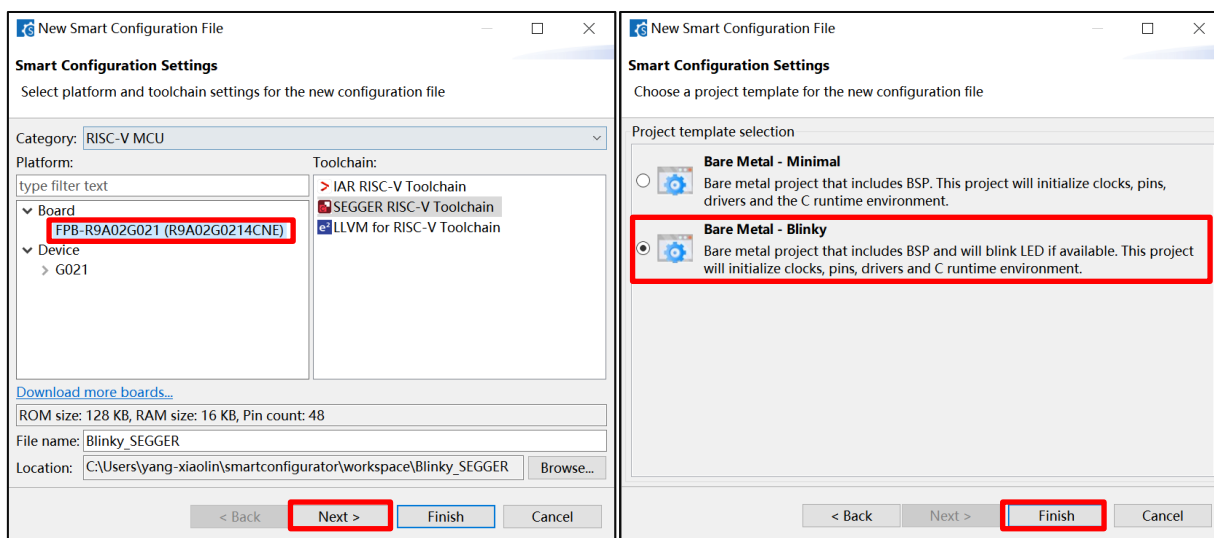 New Smart Configuration File
Smart Configuration Settings
Select platform and toolchain settings for the new configuration file
Category: RISC-V MCU
Platform:
type filter text
Board
FPB-R9A02G021 (R9A02G0214CNE)
Device
G021
Toolchain:
IAR RISC-V Toolchain
SEGGER RISC-V Toolchain
LLVM for RISC-V Toolchain
Download more boards...
ROM size: 128 KB, RAM size: 16 KB, Pin count: 48
File name: Blinky_SEGGER
Location: C:\Users\yang-xiaolin\smartconfigurator\workspace\Blinky_SEGGER Browse...
< Back Next > Finish Cancel
New Smart Configuration File
Smart Configuration Settings
Choose a project template for the new configuration file
Project template selection
Bare Metal - Minimal
Bare metal project that includes BSP. This project will initialize clocks, pins,
drivers and the C runtime environment.
Bare Metal - Blinky
Bare metal project that includes BSP and will blink LED if available. This project
will initialize clocks, pins, drivers and C runtime environment.
< Back Next > Finish Cancel